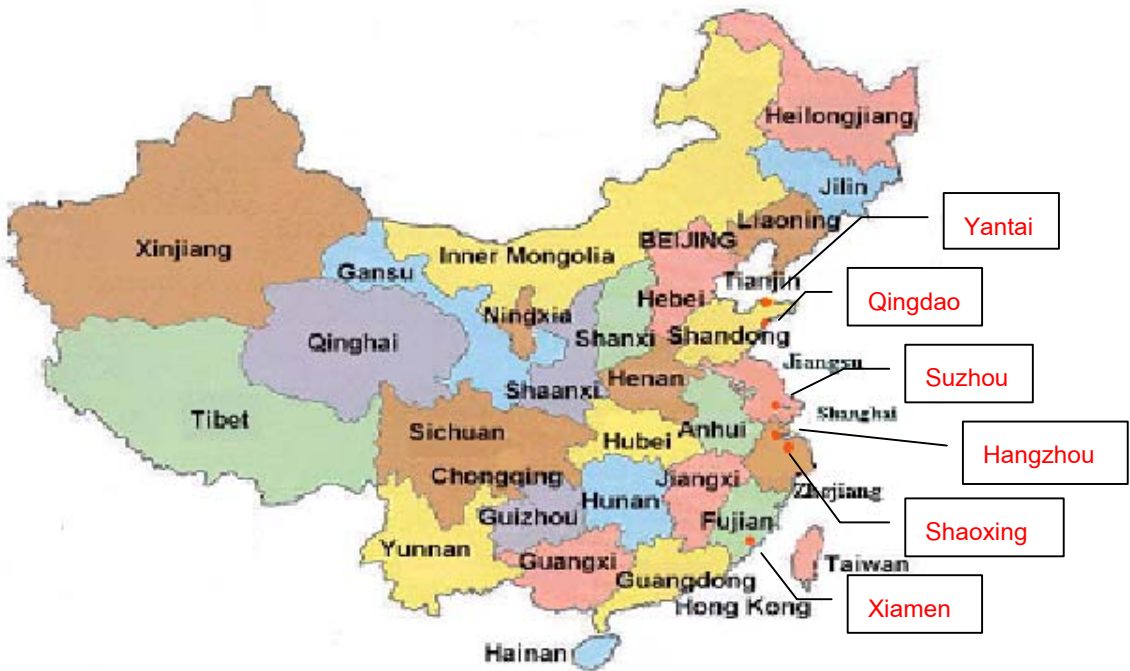 Heilongjiang
Jilin
Liaoning
Yantai
BEIJING
Xinjiang
Inner Mongolia
Gansu
Tianjin
Hebei
Qingdao
Ningxia
Shanxi
Shandong
Qinghai
Jiangsu
Henan
Shaanxi
Suzhou
Shanghai
Tibet
Sichuan
Anhui
Hubei
Hangzhou
Chongqing
Jiangxi
Zhejiang
Hunan
Guizhou
Fujian
Shaoxing
Yunnan
Guangxi
Taiwan
Guangdong
Hong Kong
Xiamen
Hainan